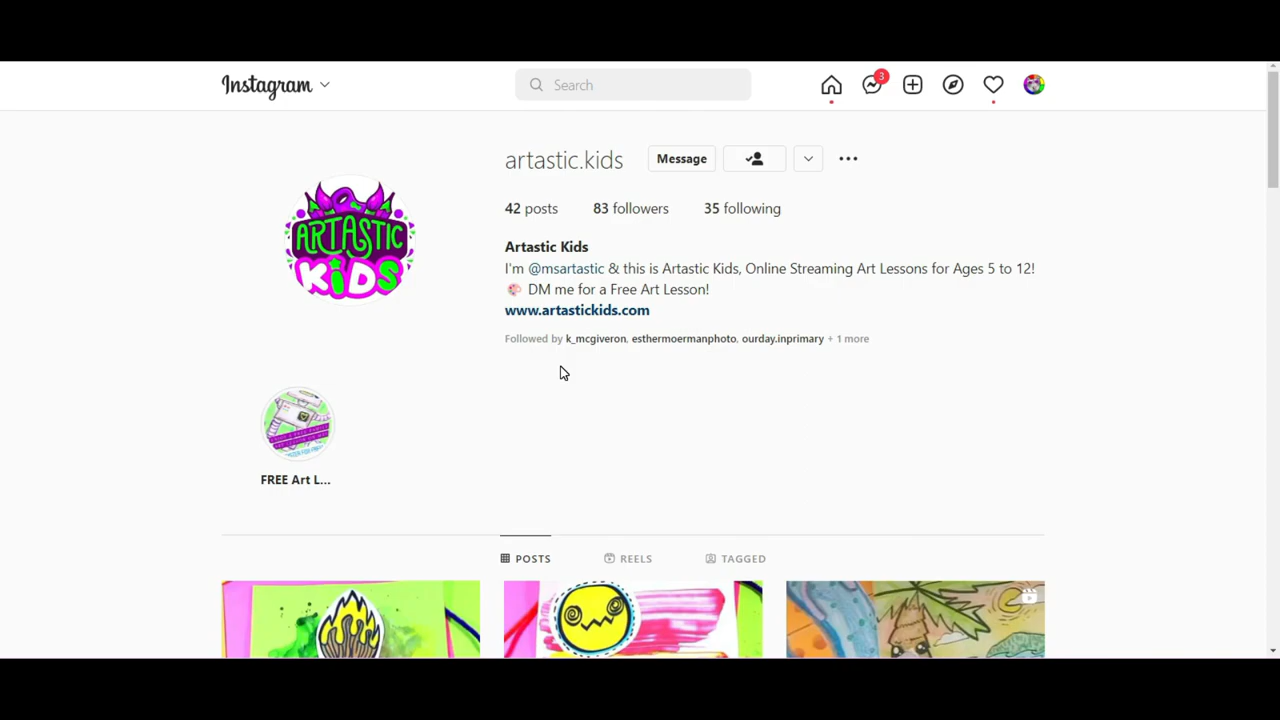 Instagram
Search
3
artastic.kids
Message
42 posts
83 followers
35 following
Artastic Kids
I'm @msartastic & this is Artastic Kids, Online Streaming Art Lessons for Ages 5 to 12!
DM me for a Free Art Lesson!
www.artastickids.com
Followed by k_mcgiveron, esthermoermanphoto, ourday.inprimary + 1 more
ARTASTIC
KiDS
FREE Art L...
POSTS
REELS
TAGGED